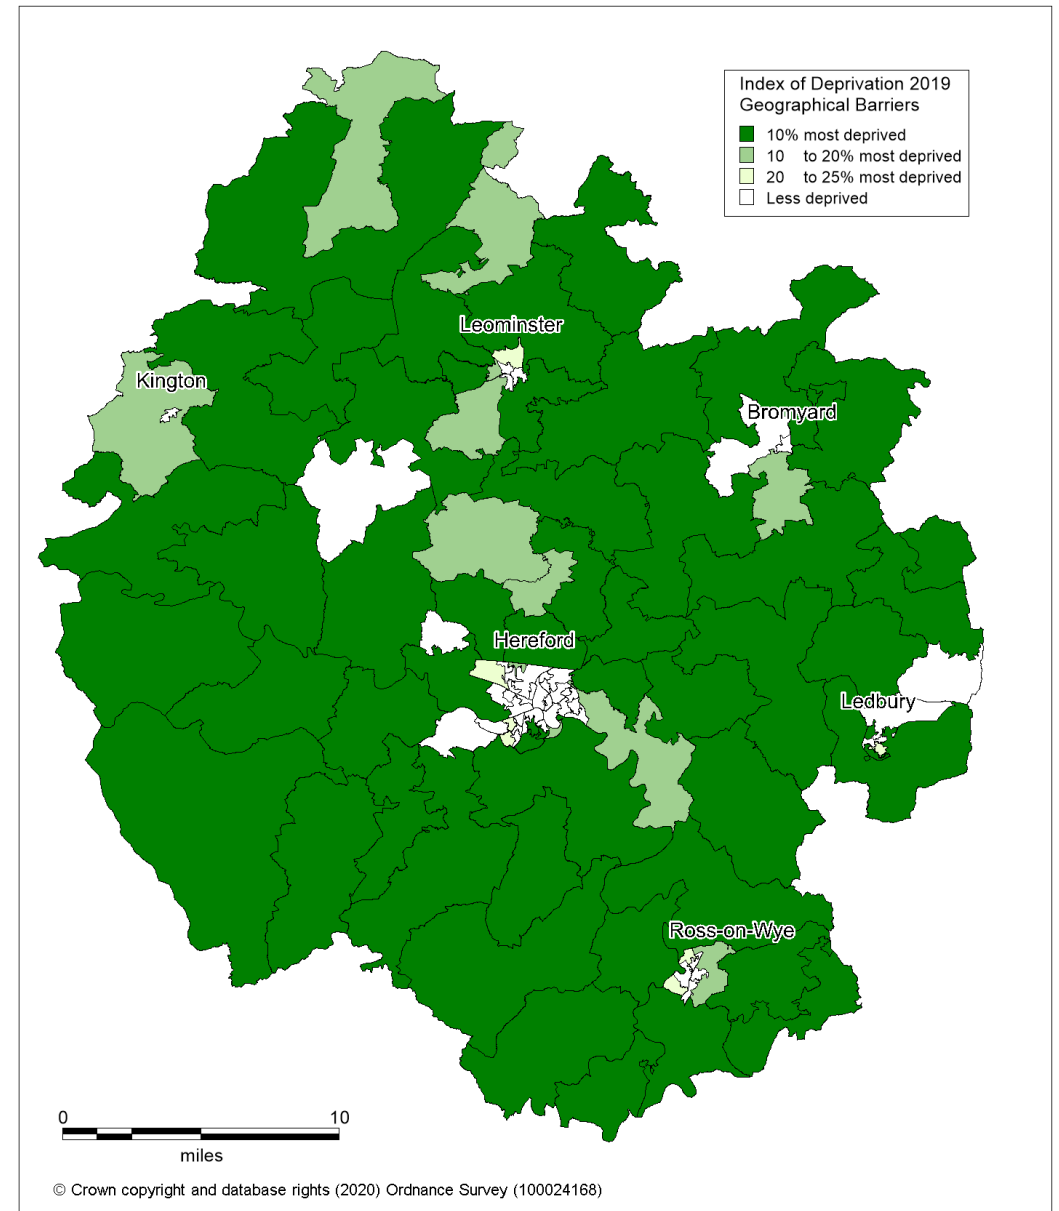 Index of Deprivation 2019
Geographical Barriers
10% most deprived
10 to 20% most deprived
20 to 25% most deprived
Less deprived
Leominster
Kington
Bromyard
Hereford
Ledbury
Ross-on-Wye
0 10
miles
© Crown copyright and database rights (2020) Ordnance Survey (100024168)